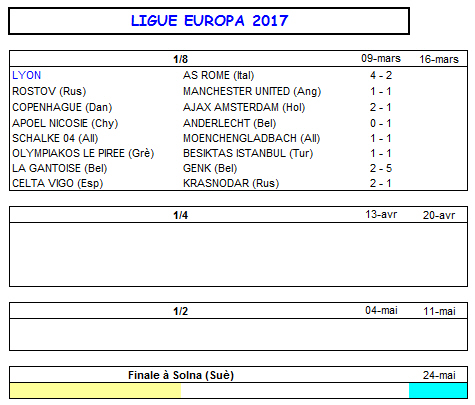 LIGUE EUROPA 2017
1/8 09-mars 16-mars
LYON AS ROME (Ital) 4 - 2
ROSTOV (Rus) MANCHESTER UNITED (Ang) 1 - 1
COPENHAGUE (Dan) AJAX AMSTERDAM (Hol) 2 - 1
APOEL NICOSIE (Chy) ANDERLECHT (Bel) 0 - 1
SCHALKE 04 (All) MOENCHENGLADBACH (All) 1 - 1
OLYMPIAKOS LE PIREE (Grè) BESIKTAS ISTANBUL (Tur) 1 - 1
LA GANTOISE (Bel) GENK (Bel) 2 - 5
CELTA VIGO (Esp) KRASNODAR (Rus) 2 - 1
1/4 13-avr 20-avr
1/2 04-mai 11-mai
Finale à Solna (Suè) 24-mai